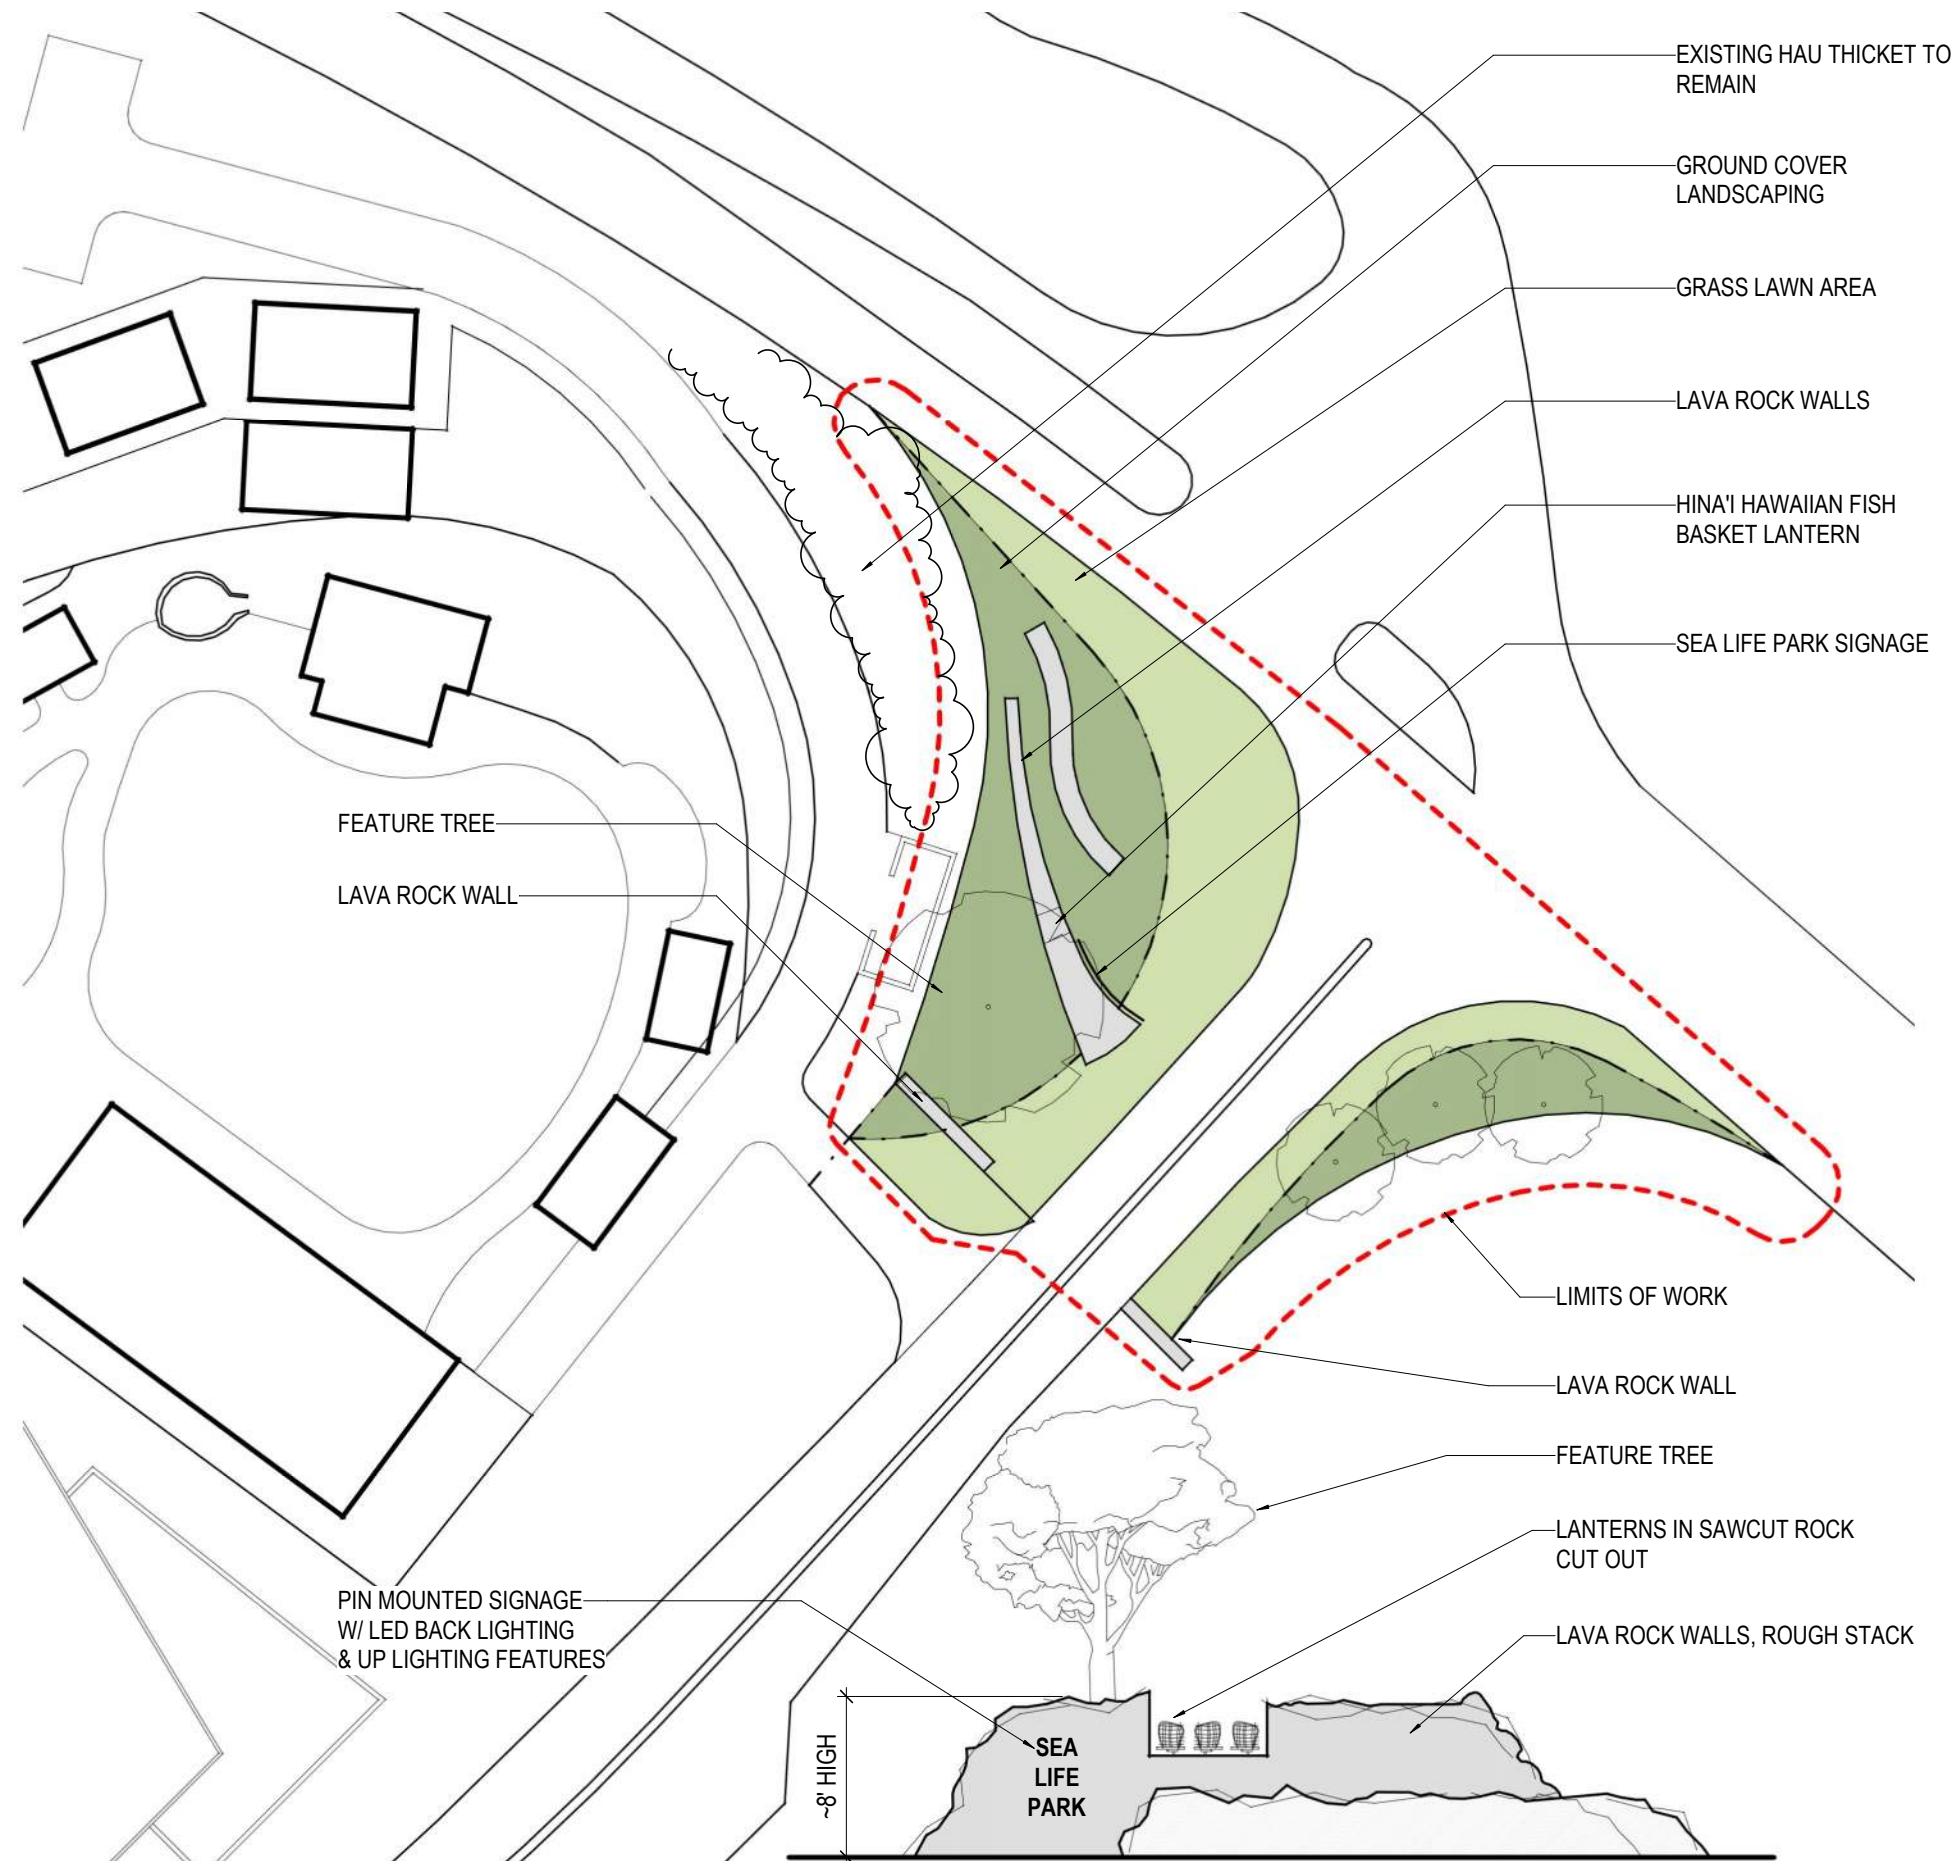 EXISTING HAU THICKET TO
REMAIN
GROUND COVER
LANDSCAPING
GRASS LAWN AREA
LAVA ROCK WALLS
HINA'I HAWAIIAN FISH
BASKET LANTERN
SEA LIFE PARK SIGNAGE
FEATURE TREE
LAVA ROCK WALL
LIMITS OF WORK
LAVA ROCK WALL
FEATURE TREE
LANTERNS IN SAWCUT ROCK
CUT OUT
PIN MOUNTED SIGNAGE
W/ LED BACK LIGHTING
& UP LIGHTING FEATURES
LAVA ROCK WALLS, ROUGH STACK
~8' HIGH
SEA
LIFE
PARK